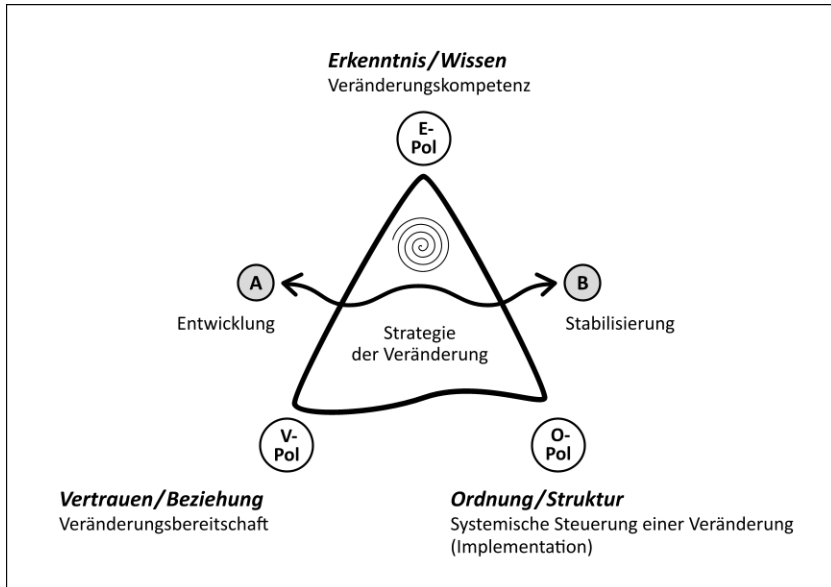 Erkenntnis/Wissen
Veränderungskompetenz
E-
Pol
A
B
Entwicklung
Stabilisierung
Strategie
der Veränderung
V-
Pol
O-
Pol
Vertrauen/Beziehung
Veränderungsbereitschaft
Ordnung/Struktur
Systemische Steuerung einer Veränderung
(Implementation)